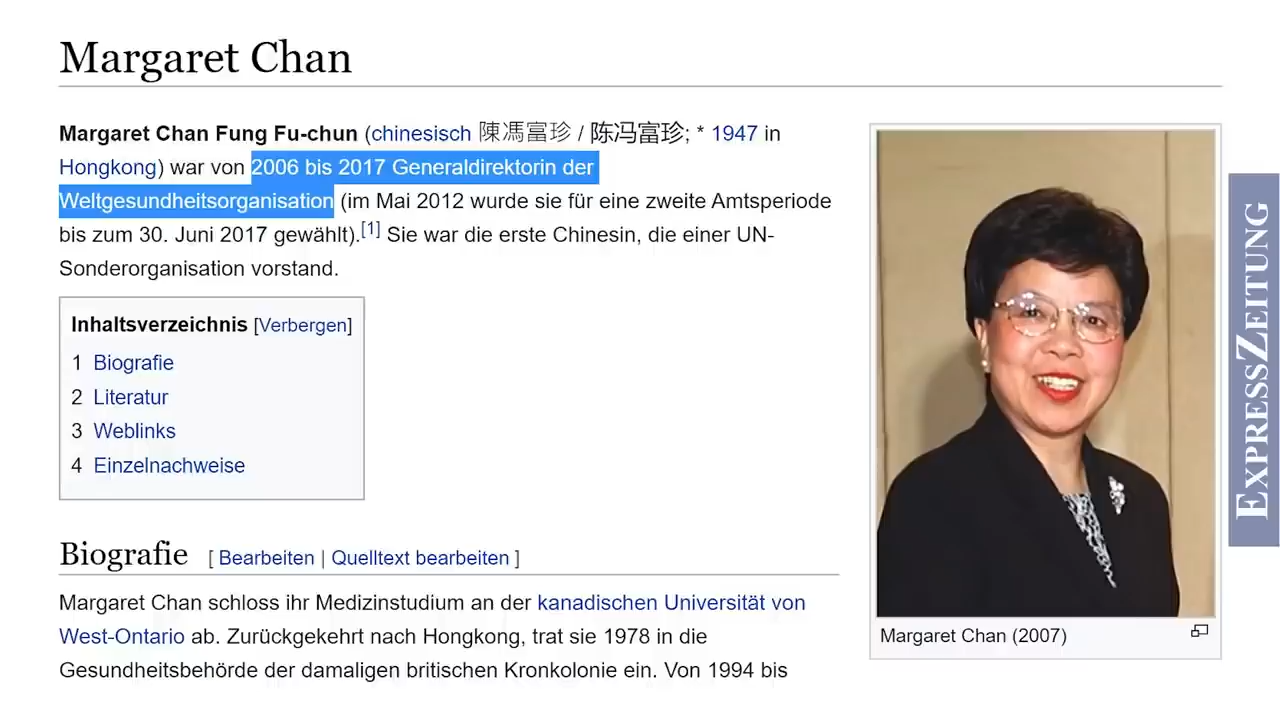 Margaret Chan
Margaret Chan Fung Fu-chun (chinesisch 陳馮富珍 / 陈冯富珍; * 1947 in
Hongkong) war von 2006 bis 2017 Generaldirektorin der
Weltgesundheitsorganisation (im Mai 2012 wurde sie für eine zweite Amtsperiode
bis zum 30. Juni 2017 gewählt).[1] Sie war die erste Chinesin, die einer UN-
Sonderorganisation vorstand.
Inhaltsverzeichnis [Verbergen]
1 Biografie
2 Literatur
3 Weblinks
4 Einzelnachweise
Biografie [ Bearbeiten | Quelltext bearbeiten ]
Margaret Chan schloss ihr Medizinstudium an der kanadischen Universität von
West-Ontario ab. Zurückgekehrt nach Hongkong, trat sie 1978 in die
Gesundheitsbehörde der damaligen britischen Kronkolonie ein. Von 1994 bis
Margaret Chan (2007)
EXPRESSZEITUNG